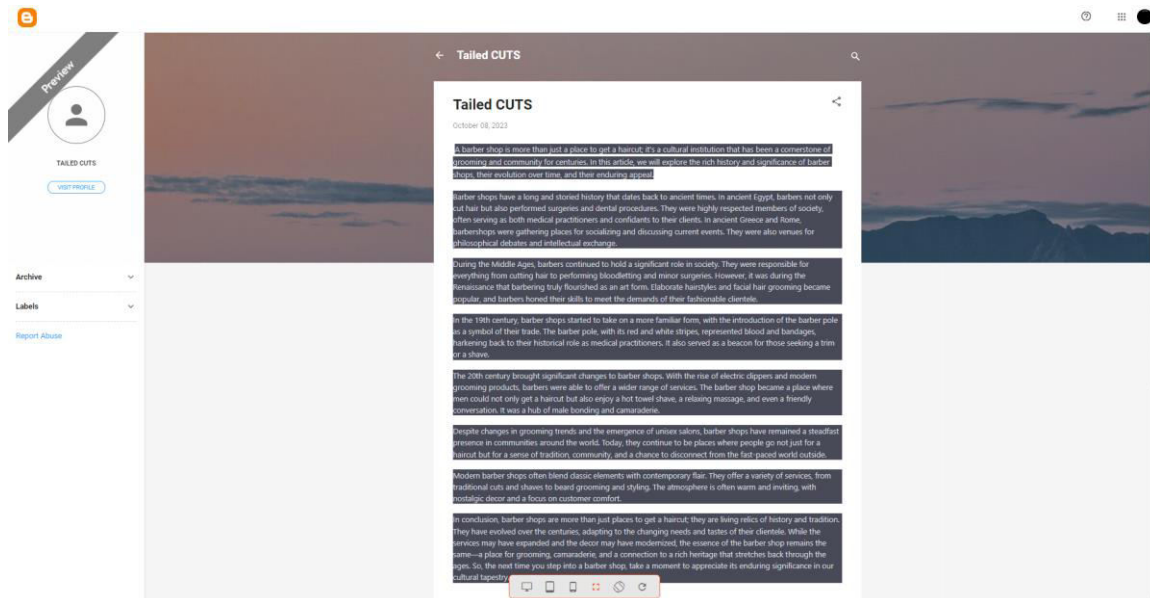 Preview
TAILED CUTS
VISIT PROFILE
Archive
Labels
Report Abuse
Tailed CUTS
Tailed CUTS
October 08, 2023
A barber shop is more than just a place to get a haircut; it's a cultural institution that has been a cornerstone of
grooming and community for centuries. In this article, we will explore the rich history and significance of barber
shops, their evolution over time, and their enduring appeal.
Barber shops have a long and storied history that dates back to ancient times. In ancient Egypt, barbers not only
cut hair but also performed surgeries and dental procedures. They were highly respected members of society,
often serving as both medical practitioners and confidants to their clients. In ancient Greece and Rome,
barbershops were gathering places for socializing and discussing current events. They were also venues for
philosophical debates and intellectual exchange.
During the Middle Ages, barbers continued to hold a significant role in society. They were responsible for
everything from cutting hair to performing bloodletting and minor surgeries. However, it was during the
Renaissance that barbering truly flourished as an art form. Elaborate hairstyles and facial hair grooming became
popular, and barbers honed their skills to meet the demands of their fashionable clientele.
In the 19th century, barber shops started to take on a more familiar form, with the introduction of the barber pole
as a symbol of their trade. The barber pole, with its red and white stripes, represented blood and bandages,
harkening back to their historical role as medical practitioners. It also served as a beacon for those seeking a trim
or a shave.
The 20th century brought significant changes to barber shops. With the rise of electric clippers and modern
grooming products, barbers were able to offer a wider range of services. The barber shop became a place where
men could not only get a haircut but also enjoy a hot towel shave, a relaxing massage, and even a friendly
conversation. It was a hub of male bonding and camaraderie.
Despite changes in grooming trends and the emergence of unisex salons, barber shops have remained a steadfast
presence in communities around the world. Today, they continue to be places where people go not just for a
haircut but for a sense of tradition, community, and a chance to disconnect from the fast-paced world outside.
Modern barber shops often blend classic elements with contemporary flair. They offer a variety of services, from
traditional cuts and shaves to beard grooming and styling. The atmosphere is often warm and inviting, with
nostalgic decor and a focus on customer comfort.
In conclusion, barber shops are more than just places to get a haircut; they are living relics of history and tradition.
They have evolved over the centuries, adapting to the changing needs and tastes of their clientele. While the
services may have expanded and the decor may have modernized, the essence of the barber shop remains the
same—a place for grooming, camaraderie, and a connection to a rich heritage that stretches back through the
ages. So, the next time you step into a barber shop, take a moment to appreciate its enduring significance in our
cultural tapestry.